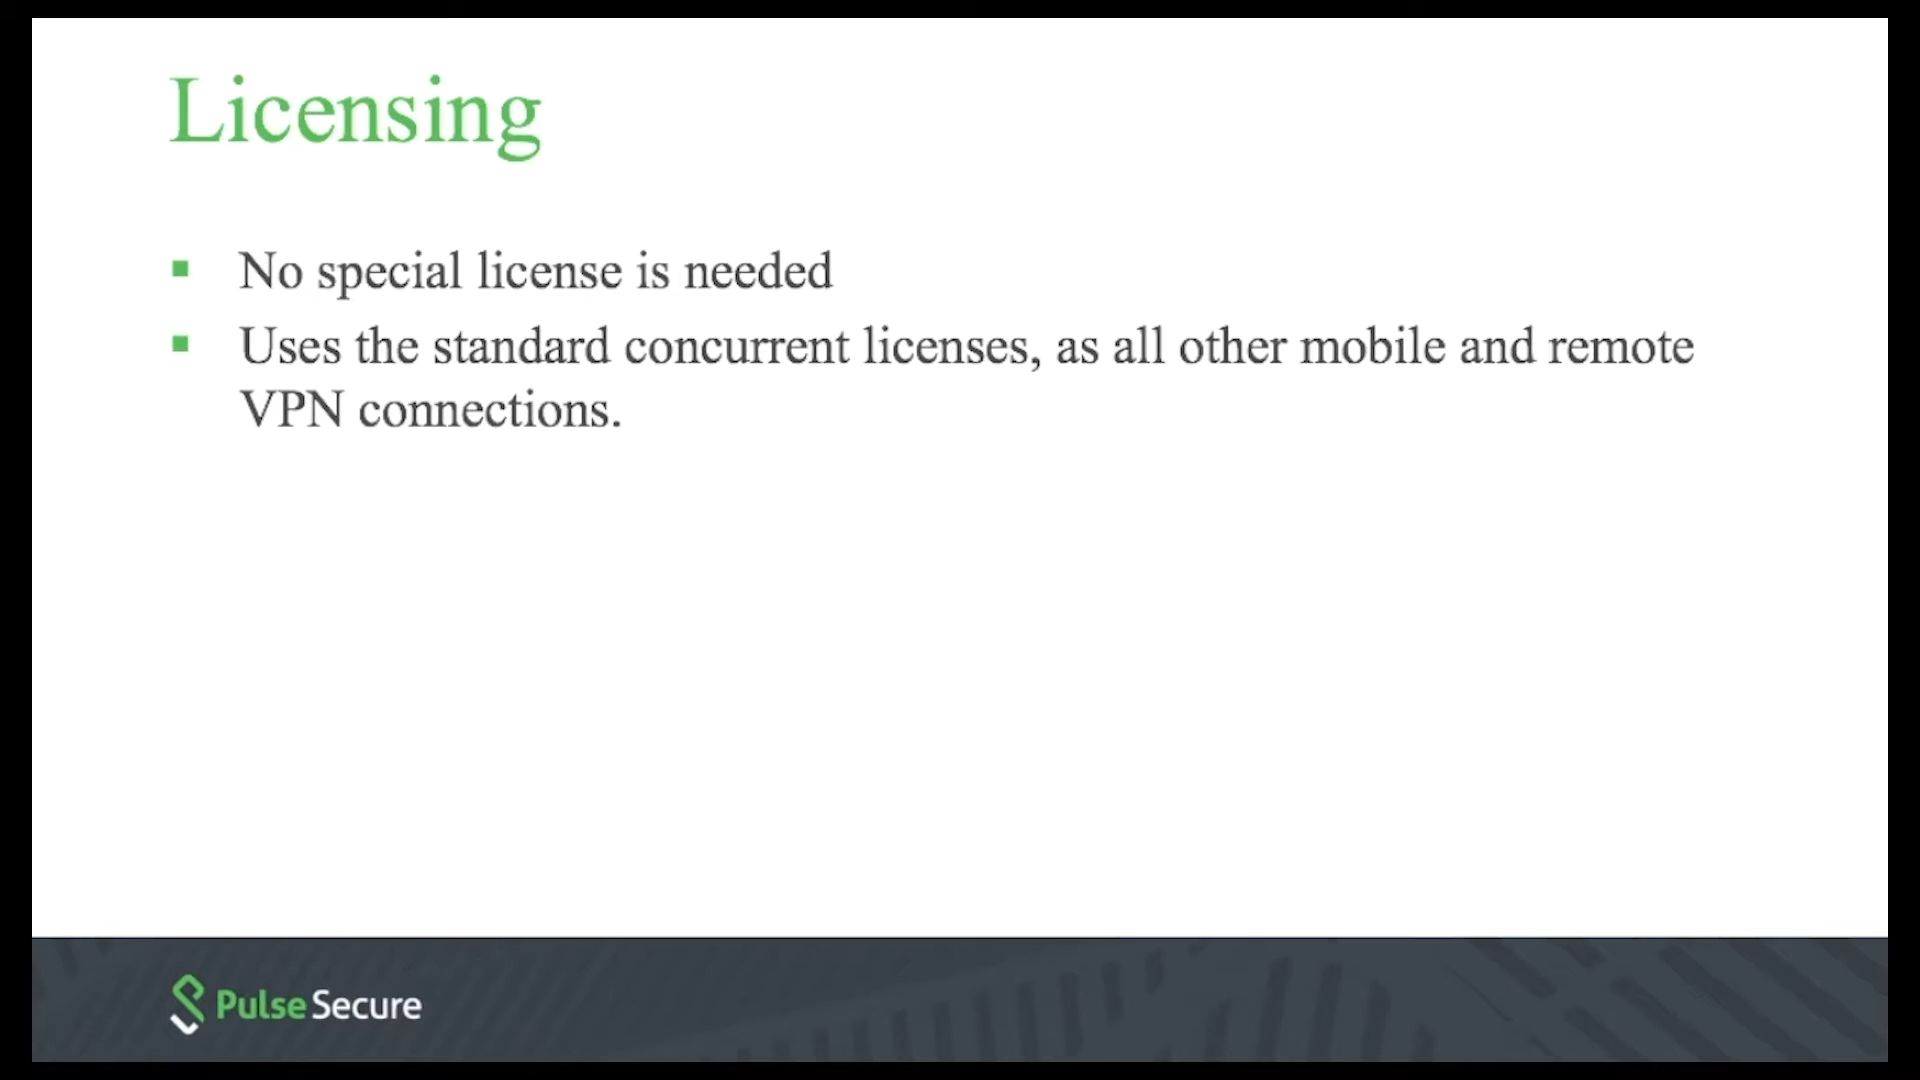 Licensing
▪ No special license is needed
▪ Uses the standard concurrent licenses, as all other mobile and remote
VPN connections.
Pulse Secure